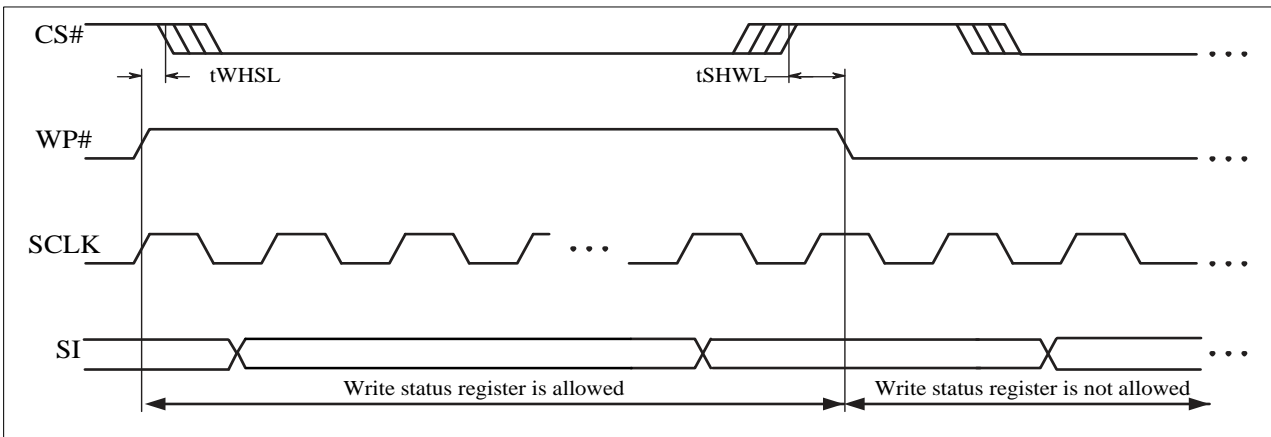 CS#
tWHSL
tSHWL
WP#
SCLK
SI
Write status register is allowed
Write status register is not allowed